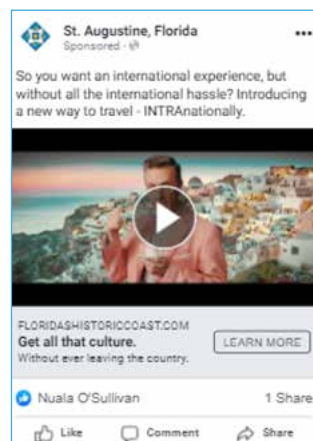 St. Augustine, Florida
Sponsored ·
So you want an international experience, but
without all the international hassle? Introducing
a new way to travel - INTRAnationally.
FLORIDASHISTORICCOAST.COM
Get all that culture.
LEARN MORE
Without ever leaving the country.
Nuala O'Sullivan
1 Share
Like
Comment
Share